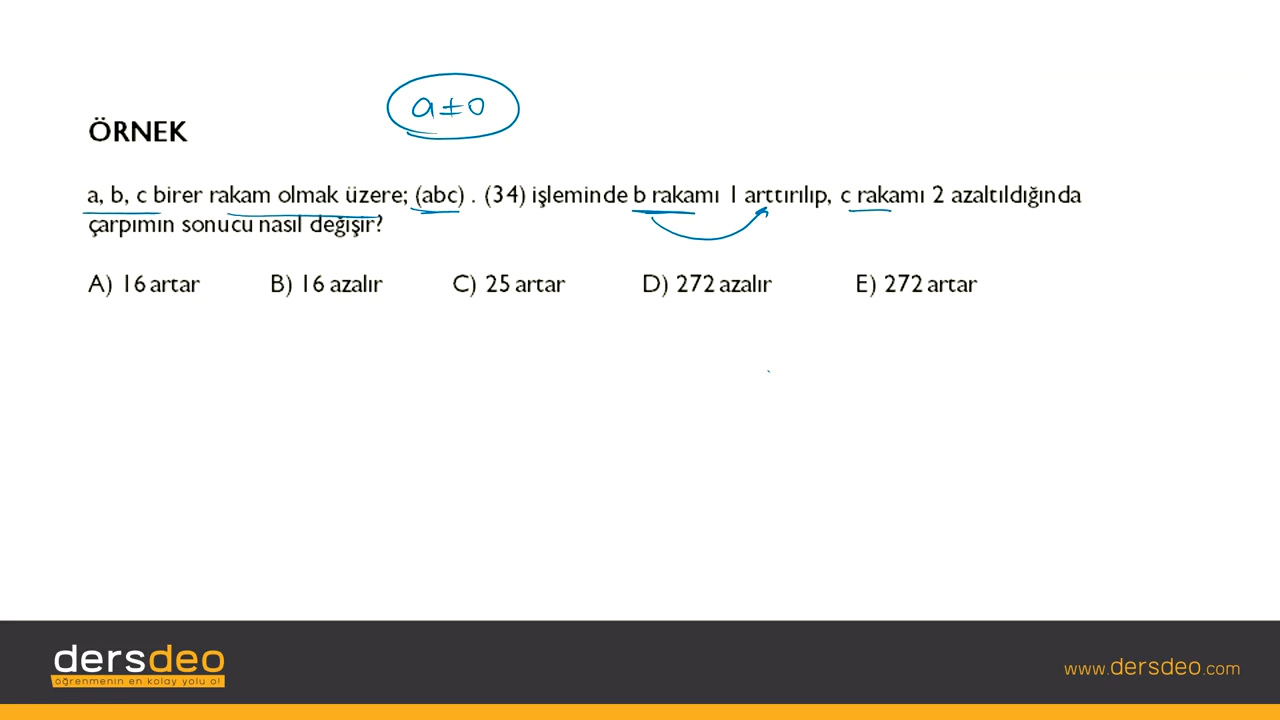 a ≠ 0
ÖRNEK
a, b, c birer rakam olmak üzere; (abc) . (34) işleminde b rakamı 1 arttırılıp, c rakamı 2 azaltıldığında
çarpımın sonucu nasıl değişir?
A) 16 artar B) 16 azalır C) 25 artar D) 272 azalır E) 272 artar
dersdeo
öğrenmenin en kolay yolu o!
www.dersdeo.com